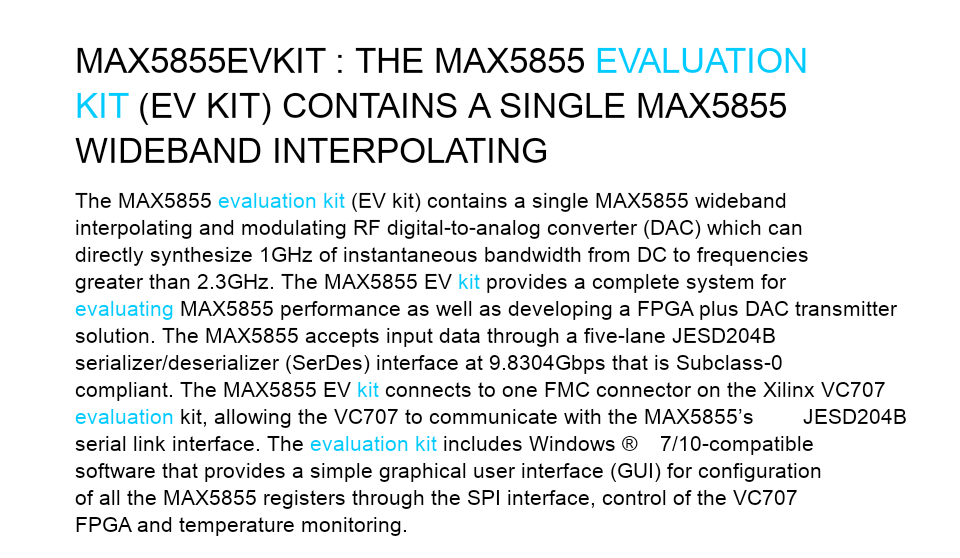 MAX5855EVKIT : THE MAX5855 EVALUATION
KIT (EV KIT) CONTAINS A SINGLE MAX5855
WIDEBAND INTERPOLATING
The MAX5855 evaluation kit (EV kit) contains a single MAX5855 wideband
interpolating and modulating RF digital-to-analog converter (DAC) which can
directly synthesize 1GHz of instantaneous bandwidth from DC to frequencies
greater than 2.3GHz. The MAX5855 EV kit provides a complete system for
evaluating MAX5855 performance as well as developing a FPGA plus DAC transmitter
solution. The MAX5855 accepts input data through a five-lane JESD204B
serializer/deserializer (SerDes) interface at 9.8304Gbps that is Subclass-0
compliant. The MAX5855 EV kit connects to one FMC connector on the Xilinx VC707
evaluation kit, allowing the VC707 to communicate with the MAX5855’s JESD204B
serial link interface. The evaluation kit includes Windows ® 7/10-compatible
software that provides a simple graphical user interface (GUI) for configuration
of all the MAX5855 registers through the SPI interface, control of the VC707
FPGA and temperature monitoring.